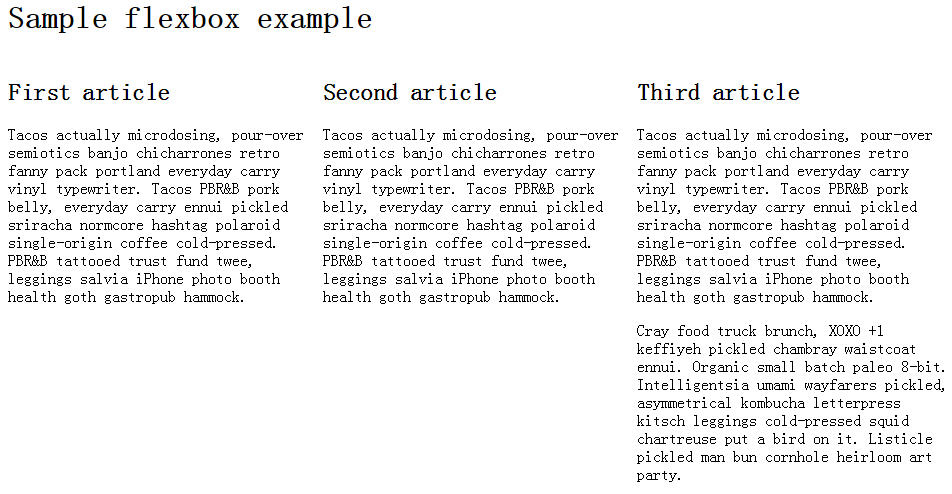 Sample flexbox example
First article
Tacos actually microdosing, pour-over
semiotics banjo chicharrones retro
fanny pack portland everyday carry
vinyl typewriter. Tacos PBR&B pork
belly, everyday carry ennui pickled
sriracha normcore hashtag polaroid
single-origin coffee cold-pressed.
PBR&B tattooed trust fund twee,
leggings salvia iPhone photo booth
health goth gastropub hammock.
Second article
Tacos actually microdosing, pour-over
semiotics banjo chicharrones retro
fanny pack portland everyday carry
vinyl typewriter. Tacos PBR&B pork
belly, everyday carry ennui pickled
sriracha normcore hashtag polaroid
single-origin coffee cold-pressed.
PBR&B tattooed trust fund twee,
leggings salvia iPhone photo booth
health goth gastropub hammock.
Third article
Tacos actually microdosing, pour-over
semiotics banjo chicharrones retro
fanny pack portland everyday carry
vinyl typewriter. Tacos PBR&B pork
belly, everyday carry ennui pickled
sriracha normcore hashtag polaroid
single-origin coffee cold-pressed.
PBR&B tattooed trust fund twee,
leggings salvia iPhone photo booth
health goth gastropub hammock.
Cray food truck brunch, XOXO +1
keffiyeh pickled chambray waistcoat
ennui. Organic small batch paleo 8-bit.
Intelligentsia umami wayfarers pickled,
asymmetrical kombucha letterpress
kitsch leggings cold-pressed squid
chartreuse put a bird on it. Listicle
pickled man bun cornhole heirloom art
party.